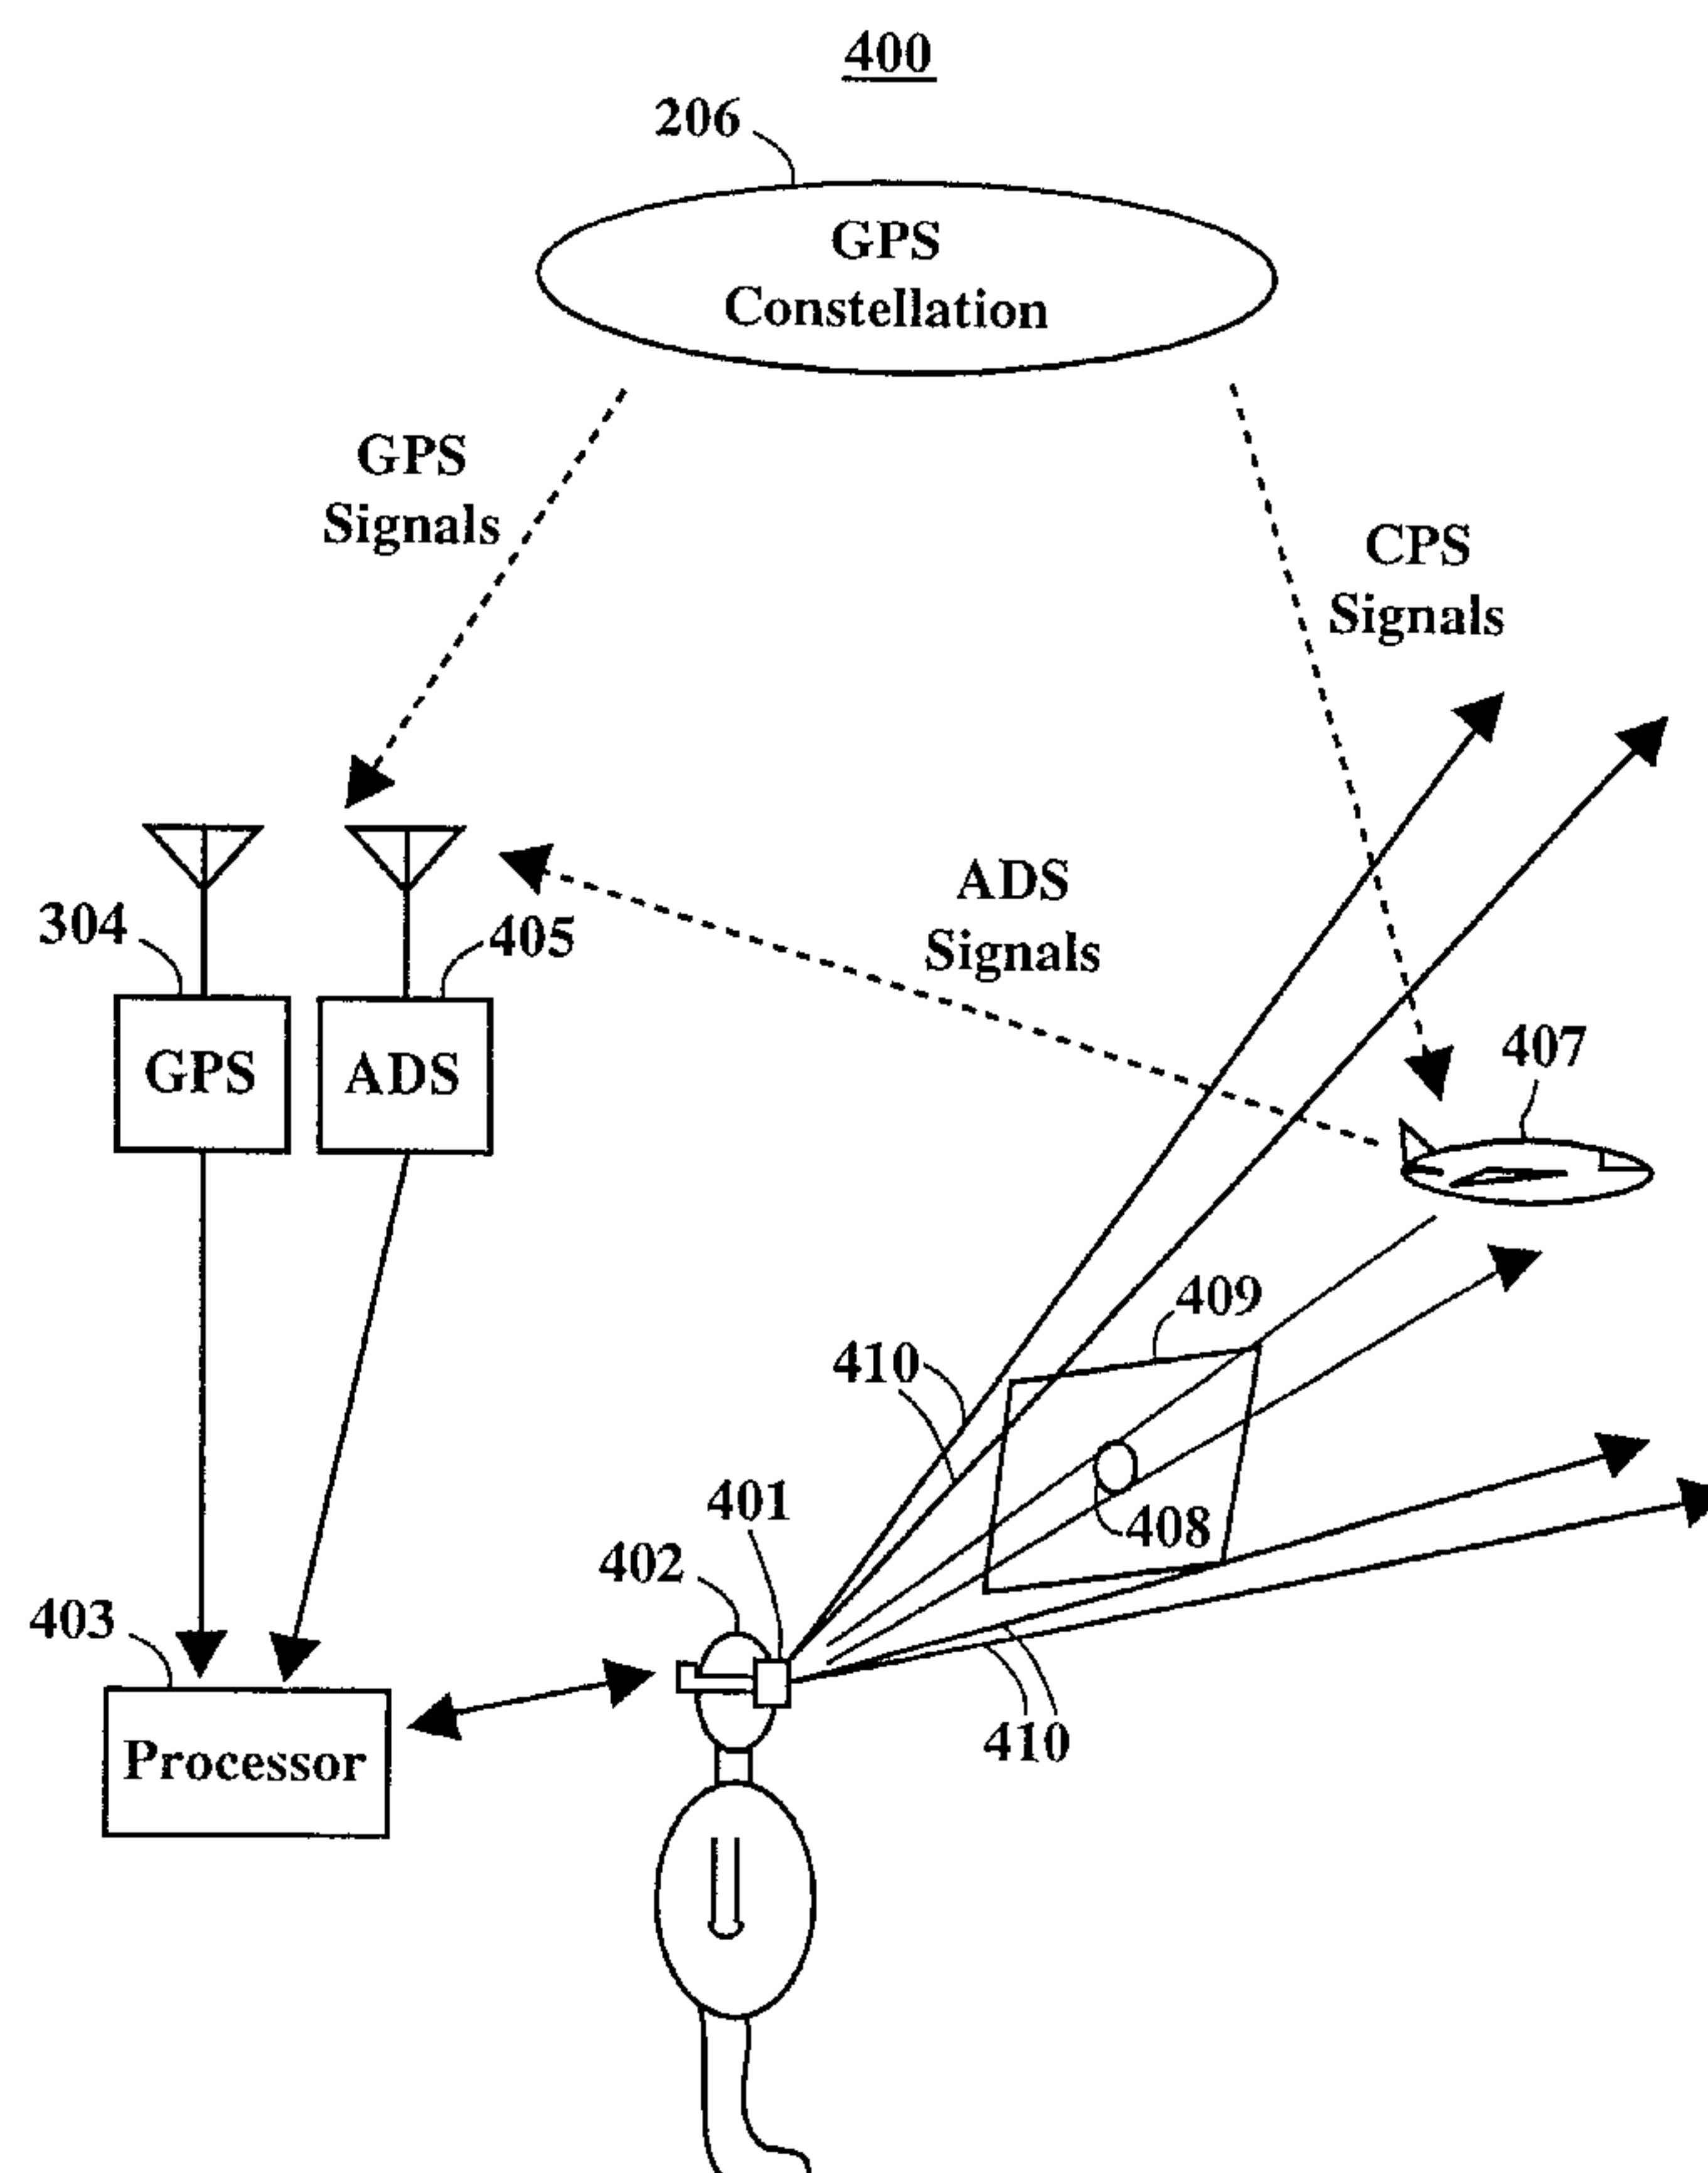 400
206
GPS
Constellation
GPS
Signals
CPS
Signals
ADS
Signals
304
405
407
GPS
ADS
409
410
401
408
402
403
410
Processor